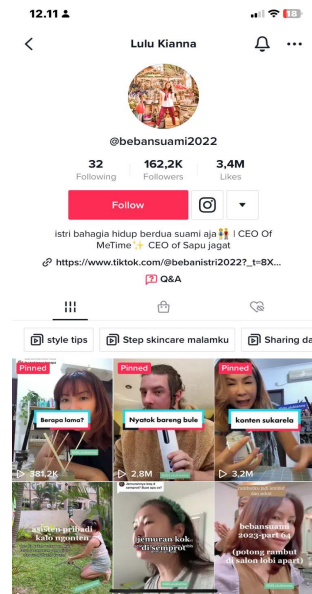 12.11
18
Lulu Kianna
@bebansuami2022
32 162,2K 3,4M
Following Followers Likes
Follow
istri bahagia hidup berdua suami aja👫 I CEO Of
MeTime✨ CEO of Sapu jagat
https://www.tiktok.com/@bebanistri2022?_t=8X...
Q&A
style tips Step skincare malamku Sharing da
Pinned Pinned Pinned
Berapa lama? Nyatok bareng bule konten sukarela
381,2K 2,8M 3,2M
asisten pribadi
kalo ngonten
jemuran kok
di semprot
bebansuami
2023-part 64
(potong rambut
di salon lobi apart)